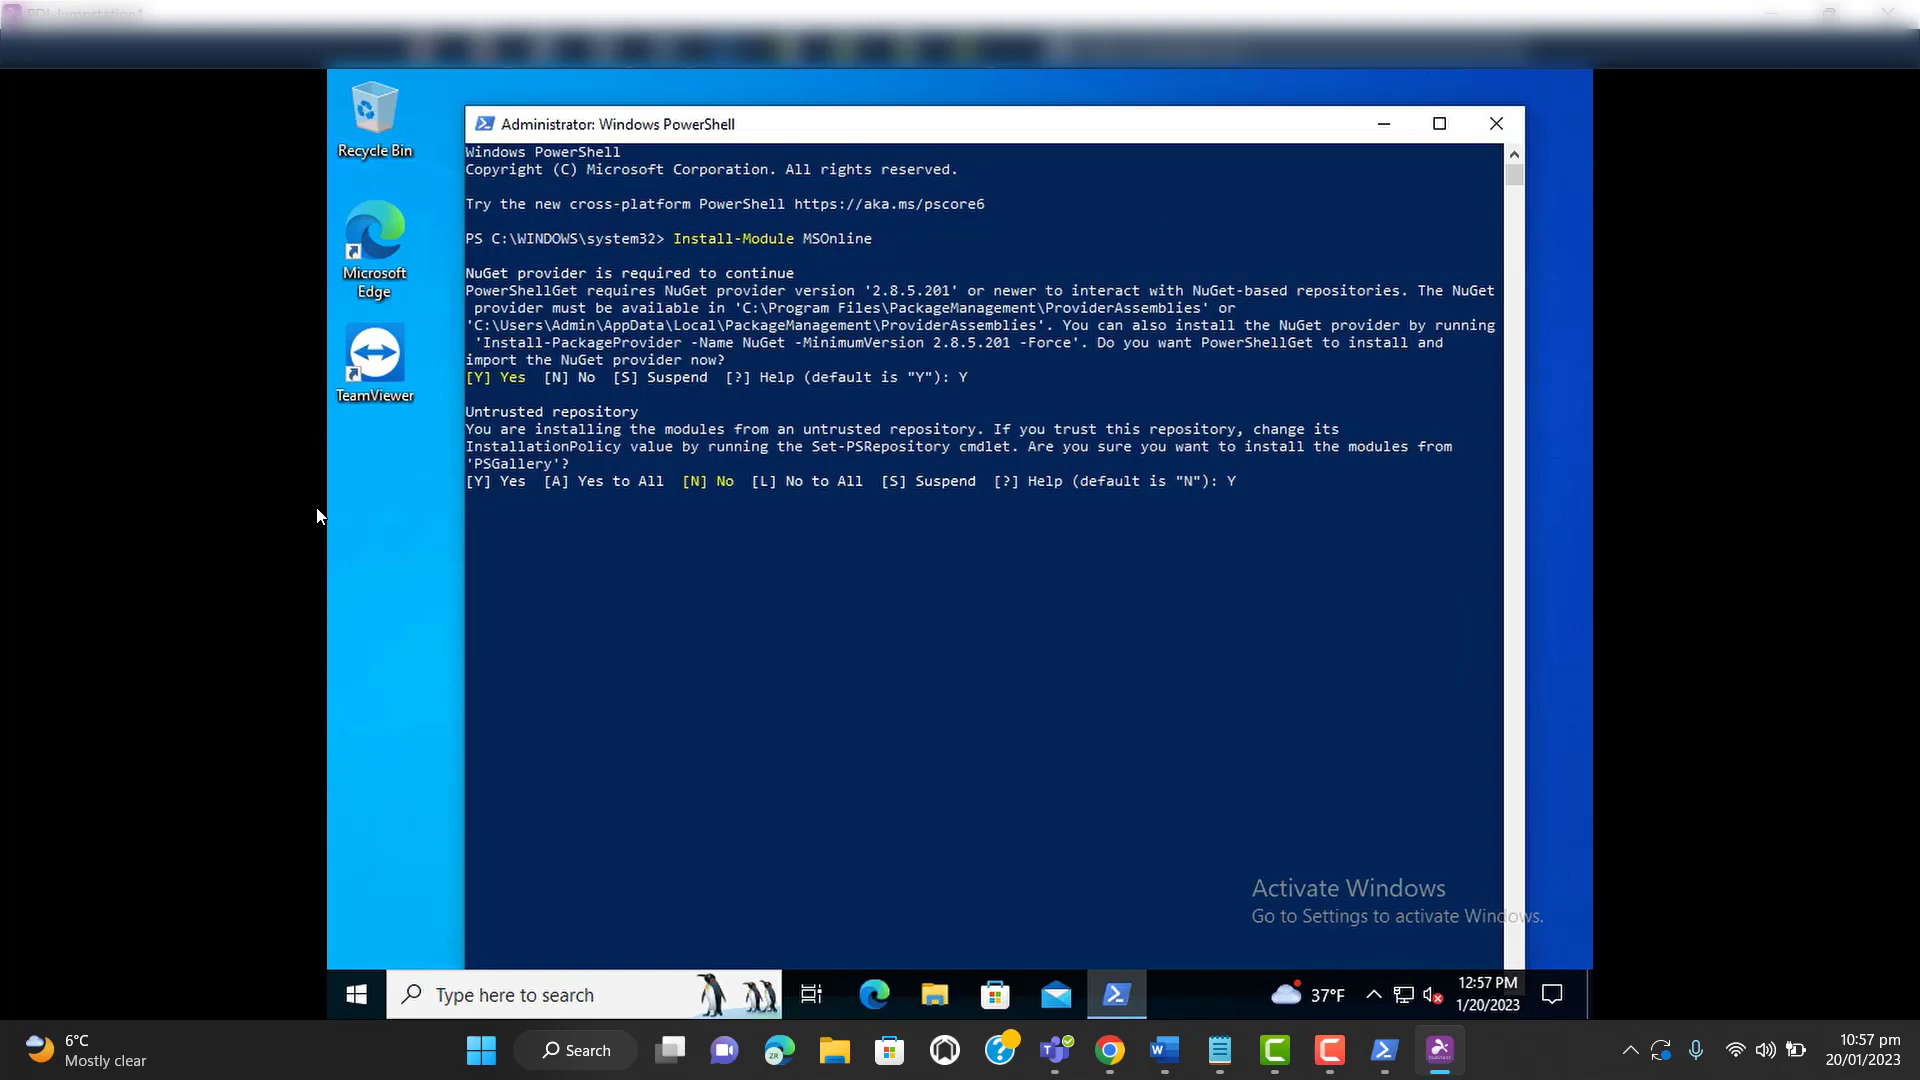 Recycle Bin
Microsoft
Edge
TeamViewer
Administrator: Windows PowerShell
Windows PowerShell
Copyright (C) Microsoft Corporation. All rights reserved.
Try the new cross-platform PowerShell https://aka.ms/pscore6
PS C:\WINDOWS\system32> Install-Module MSOnline
NuGet provider is required to continue
PowerShellGet requires NuGet provider version '2.8.5.201' or newer to interact with NuGet-based repositories. The NuGet
provider must be available in 'C:\Program Files\PackageManagement\ProviderAssemblies' or
'C:\Users\Admin\AppData\Local\PackageManagement\ProviderAssemblies'. You can also install the NuGet provider by running
'Install-PackageProvider -Name NuGet -MinimumVersion 2.8.5.201 -Force'. Do you want PowerShellGet to install and
import the NuGet provider now?
[Y] Yes [N] No [S] Suspend [?] Help (default is "Y"): Y
Untrusted repository
You are installing the modules from an untrusted repository. If you trust this repository, change its
InstallationPolicy value by running the Set-PSRepository cmdlet. Are you sure you want to install the modules from
'PSGallery'?
[Y] Yes [A] Yes to All [N] No [L] No to All [S] Suspend [?] Help (default is "N"): Y
Activate Windows
Go to Settings to activate Windows.
Type here to search
37°F
12:57 PM
1/20/2023
6°C
Mostly clear
Search
ZR
10:57 pm
20/01/2023